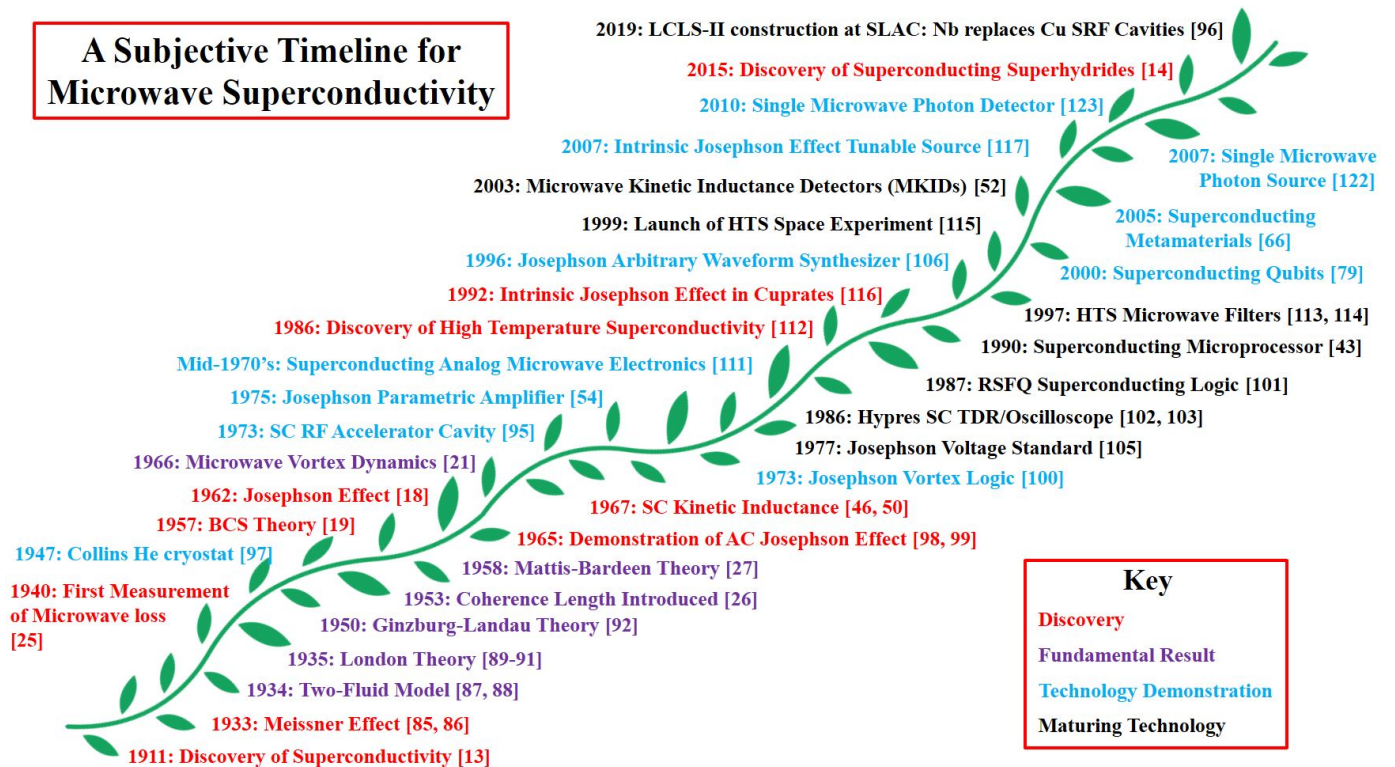 A Subjective Timeline for
Microwave Superconductivity
2019: LCLS-II construction at SLAC: Nb replaces Cu SRF Cavities [96]
2015: Discovery of Superconducting Superhydrides [14]
2010: Single Microwave Photon Detector [123]
2007: Intrinsic Josephson Effect Tunable Source [117]
2003: Microwave Kinetic Inductance Detectors (MKIDs) [52]
1999: Launch of HTS Space Experiment [115]
1996: Josephson Arbitrary Waveform Synthesizer [106]
1992: Intrinsic Josephson Effect in Cuprates [116]
1986: Discovery of High Temperature Superconductivity [112]
Mid-1970's: Superconducting Analog Microwave Electronics [111]
1975: Josephson Parametric Amplifier [54]
1973: SC RF Accelerator Cavity [95]
1966: Microwave Vortex Dynamics [21]
1962: Josephson Effect [18]
1957: BCS Theory [19]
1947: Collins He cryostat [97]
1940: First Measurement
of Microwave loss
[25]
2007: Single Microwave
Photon Source [122]
2005: Superconducting
Metamaterials [66]
2000: Superconducting Qubits [79]
1997: HTS Microwave Filters [113, 114]
1990: Superconducting Microprocessor [43]
1987: RSFQ Superconducting Logic [101]
1986: Hypres SC TDR/Oscilloscope [102, 103]
1977: Josephson Voltage Standard [105]
1973: Josephson Vortex Logic [100]
1967: SC Kinetic Inductance [46, 50]
1965: Demonstration of AC Josephson Effect [98, 99]
1958: Mattis-Bardeen Theory [27]
1953: Coherence Length Introduced [26]
1950: Ginzburg-Landau Theory [92]
1935: London Theory [89-91]
1934: Two-Fluid Model [87, 88]
1933: Meissner Effect [85, 86]
1911: Discovery of Superconductivity [13]
Key
Discovery
Fundamental Result
Technology Demonstration
Maturing Technology